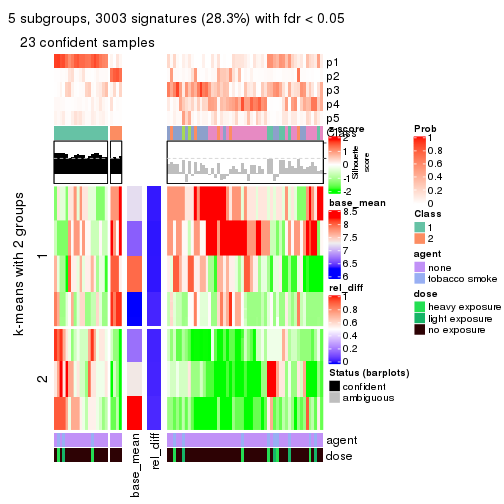 5 subgroups, 3003 signatures (28.3%) with fdr < 0.05
23 confident samples
p1
p2
p3
p4
p5
Class
z-score
2
1
0
-1
-2
Silhouette
score
base_mean
8.5
8
7.5
7
6.5
6
rel_diff
1
0.8
0.6
0.4
0.2
0
Status (barplots)
confident
ambiguous
Prob
1
0.8
0.6
0.4
0.2
0
Class
1
2
agent
none
tobacco smoke
dose
heavy exposure
light exposure
no exposure
k-means with 2 groups
1
2
agent
dose
base_mean
rel_diff